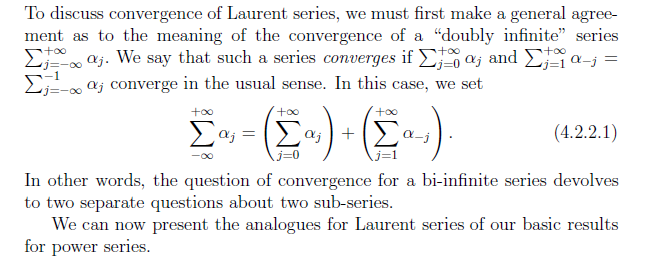 To discuss convergence of Laurent series, we must first make a general agree-
ment as to the meaning of the convergence of a “doubly infinite” series
$\sum_{j=-\infty}^{+\infty} \alpha_j$. We say that such a series converges if $\sum_{j=0}^{+\infty} \alpha_j$ and $\sum_{j=1}^{+\infty} \alpha_{-j} =$
$\sum_{j=-\infty}^{-1} \alpha_j$ converge in the usual sense. In this case, we set
$\sum_{-\infty}^{+\infty} \alpha_j = \left( \sum_{j=0}^{+\infty} \alpha_j \right) + \left( \sum_{j=1}^{+\infty} \alpha_{-j} \right).$ (4.2.2.1)
In other words, the question of convergence for a bi-infinite series devolves
to two separate questions about two sub-series.
We can now present the analogues for Laurent series of our basic results
for power series.